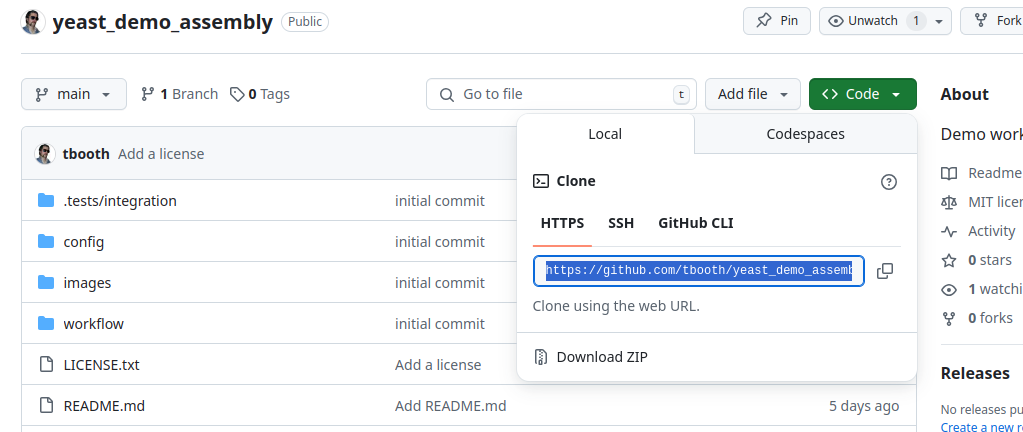 yeast_demo_assembly Public Pin Unwatch 1 Fork
main 1 Branch 0 Tags Go to file t Add file Code
About
Local Codespaces
Demo work
tbooth Add a license
Clone
Readme
.tests/integration initial commit
MIT licen
HTTPS SSH GitHub CLI
Activity
config initial commit
0 stars
https://github.com/tbooth/yeast_demo_assemb
images initial commit
1 watchi
Clone using the web URL.
0 forks
workflow initial commit
Download ZIP
LICENSE.txt Add a license
Releases
README.md Add README.md 5 days ago
No releases pu
Create a new r